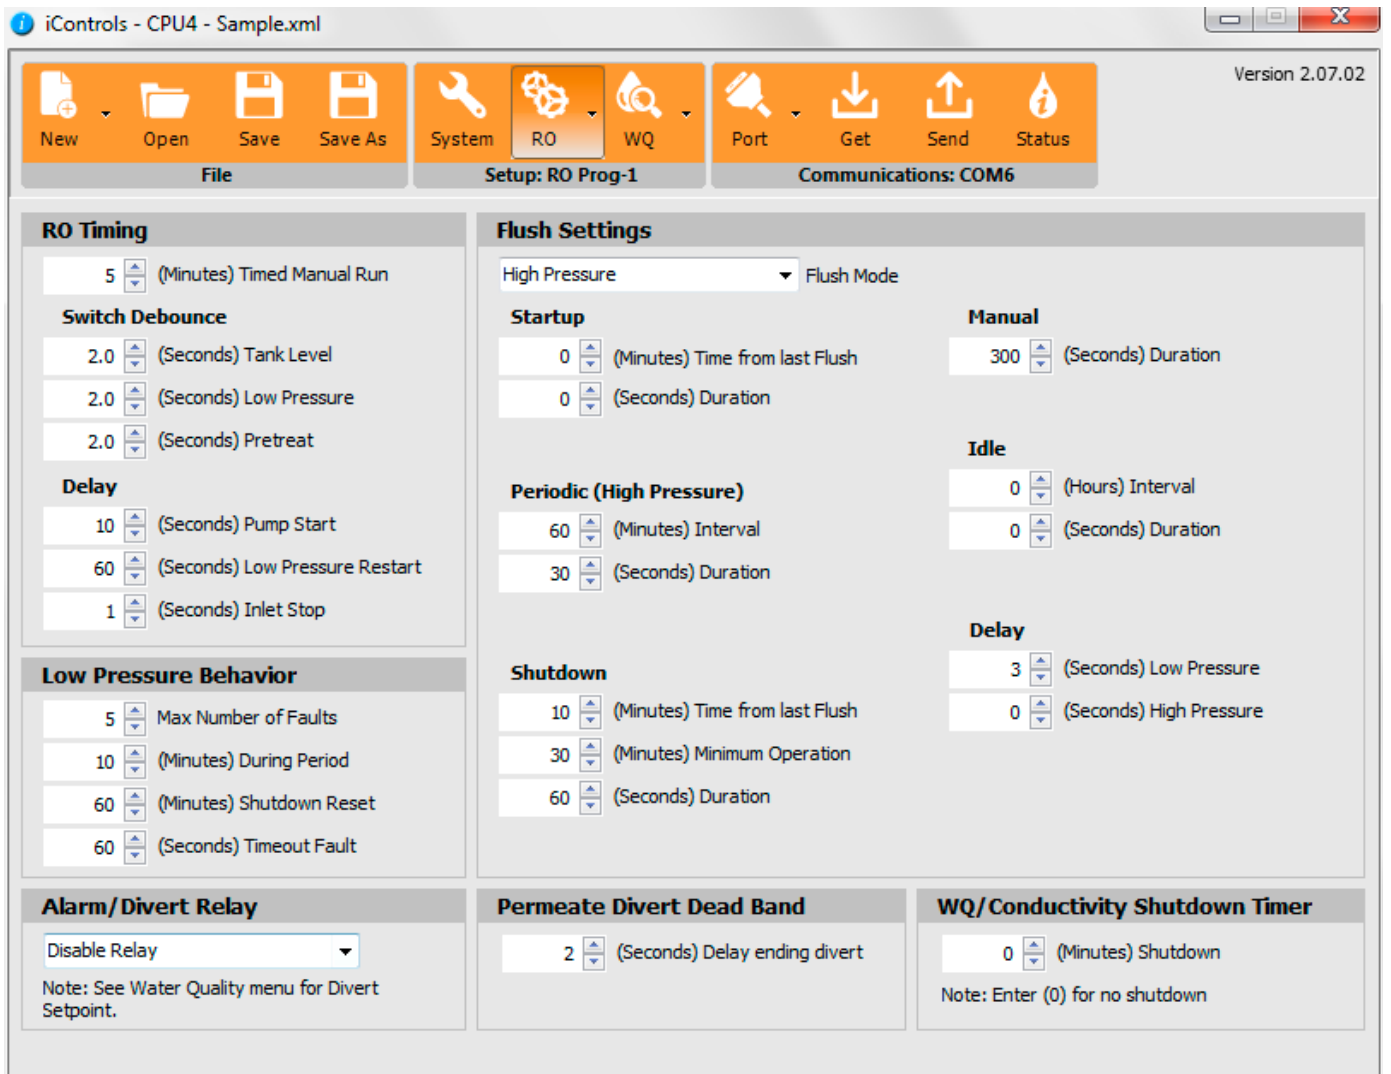 iControls - CPU4 - Sample.xml
Version 2.07.02
New Open Save Save As System RO WQ Port Get Send Status
File Setup: RO Prog-1 Communications: COM6
RO Timing
5 (Minutes) Timed Manual Run
Switch Debounce
2.0 (Seconds) Tank Level
2.0 (Seconds) Low Pressure
2.0 (Seconds) Pretreat
Delay
10 (Seconds) Pump Start
60 (Seconds) Low Pressure Restart
1 (Seconds) Inlet Stop
Low Pressure Behavior
5 Max Number of Faults
10 (Minutes) During Period
60 (Minutes) Shutdown Reset
60 (Seconds) Timeout Fault
Flush Settings
High Pressure Flush Mode
Startup
0 (Minutes) Time from last Flush
0 (Seconds) Duration
Periodic (High Pressure)
60 (Minutes) Interval
30 (Seconds) Duration
Shutdown
10 (Minutes) Time from last Flush
30 (Minutes) Minimum Operation
60 (Seconds) Duration
Manual
300 (Seconds) Duration
Idle
0 (Hours) Interval
0 (Seconds) Duration
Delay
3 (Seconds) Low Pressure
0 (Seconds) High Pressure
Alarm/Divert Relay
Disable Relay
Note: See Water Quality menu for Divert
Setpoint.
Permeate Divert Dead Band
2 (Seconds) Delay ending divert
WQ/Conductivity Shutdown Timer
0 (Minutes) Shutdown
Note: Enter (0) for no shutdown